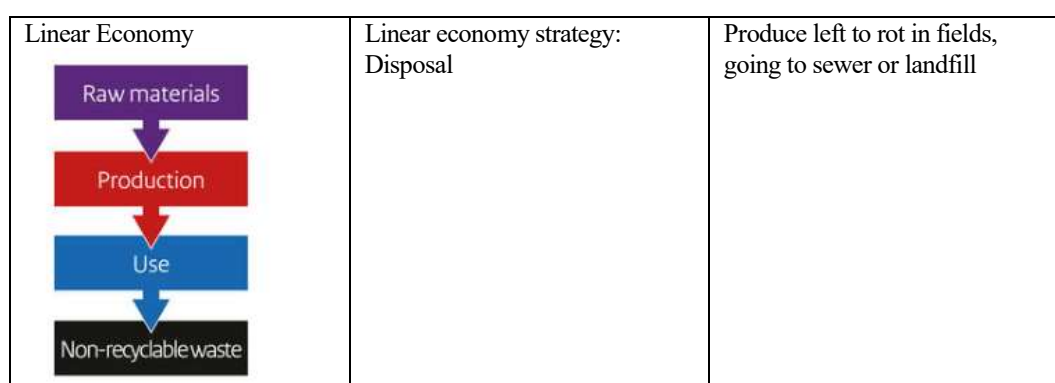 Linear Economy
Raw materials
Production
Use
Non-recyclable waste
Linear economy strategy:
Disposal
Produce left to rot in fields,
going to sewer or landfill